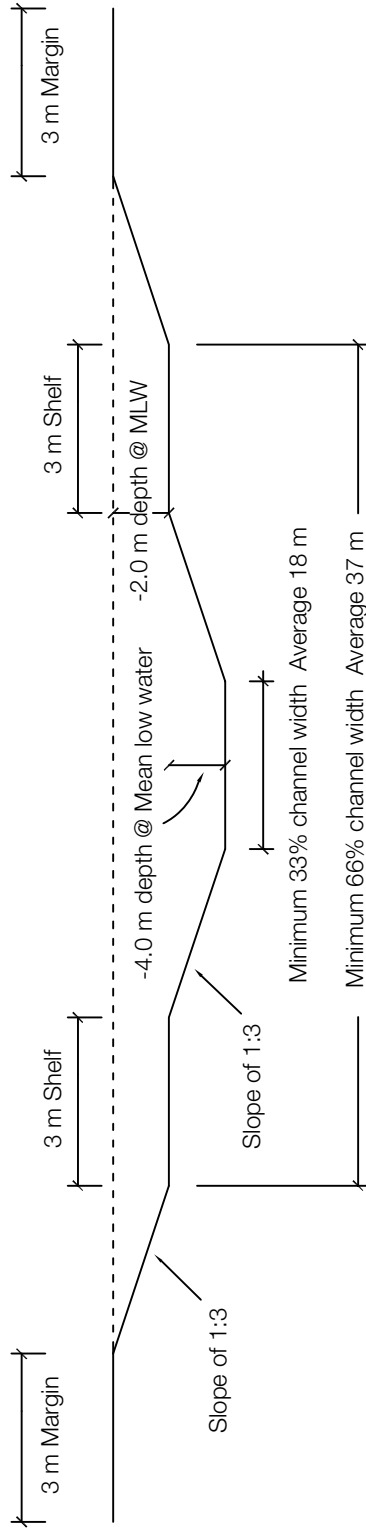 3 m Margin
3 m Shelf
3 m Shelf
3 m Margin
-4.0 m depth @ Mean low water
-2.0 m depth @ MLW
Slope of 1:3
Slope of 1:3
Minimum 33% channel width Average 18 m
Minimum 66% channel width Average 37 m